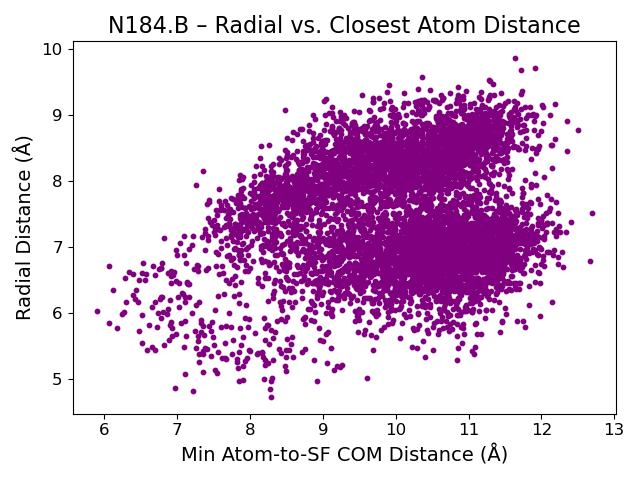 N184.B – Radial vs. Closest Atom Distance
10
9
8
7
6
5
Radial Distance (Å)
6 7 8 9 10 11 12 13
Min Atom-to-SF COM Distance (Å)